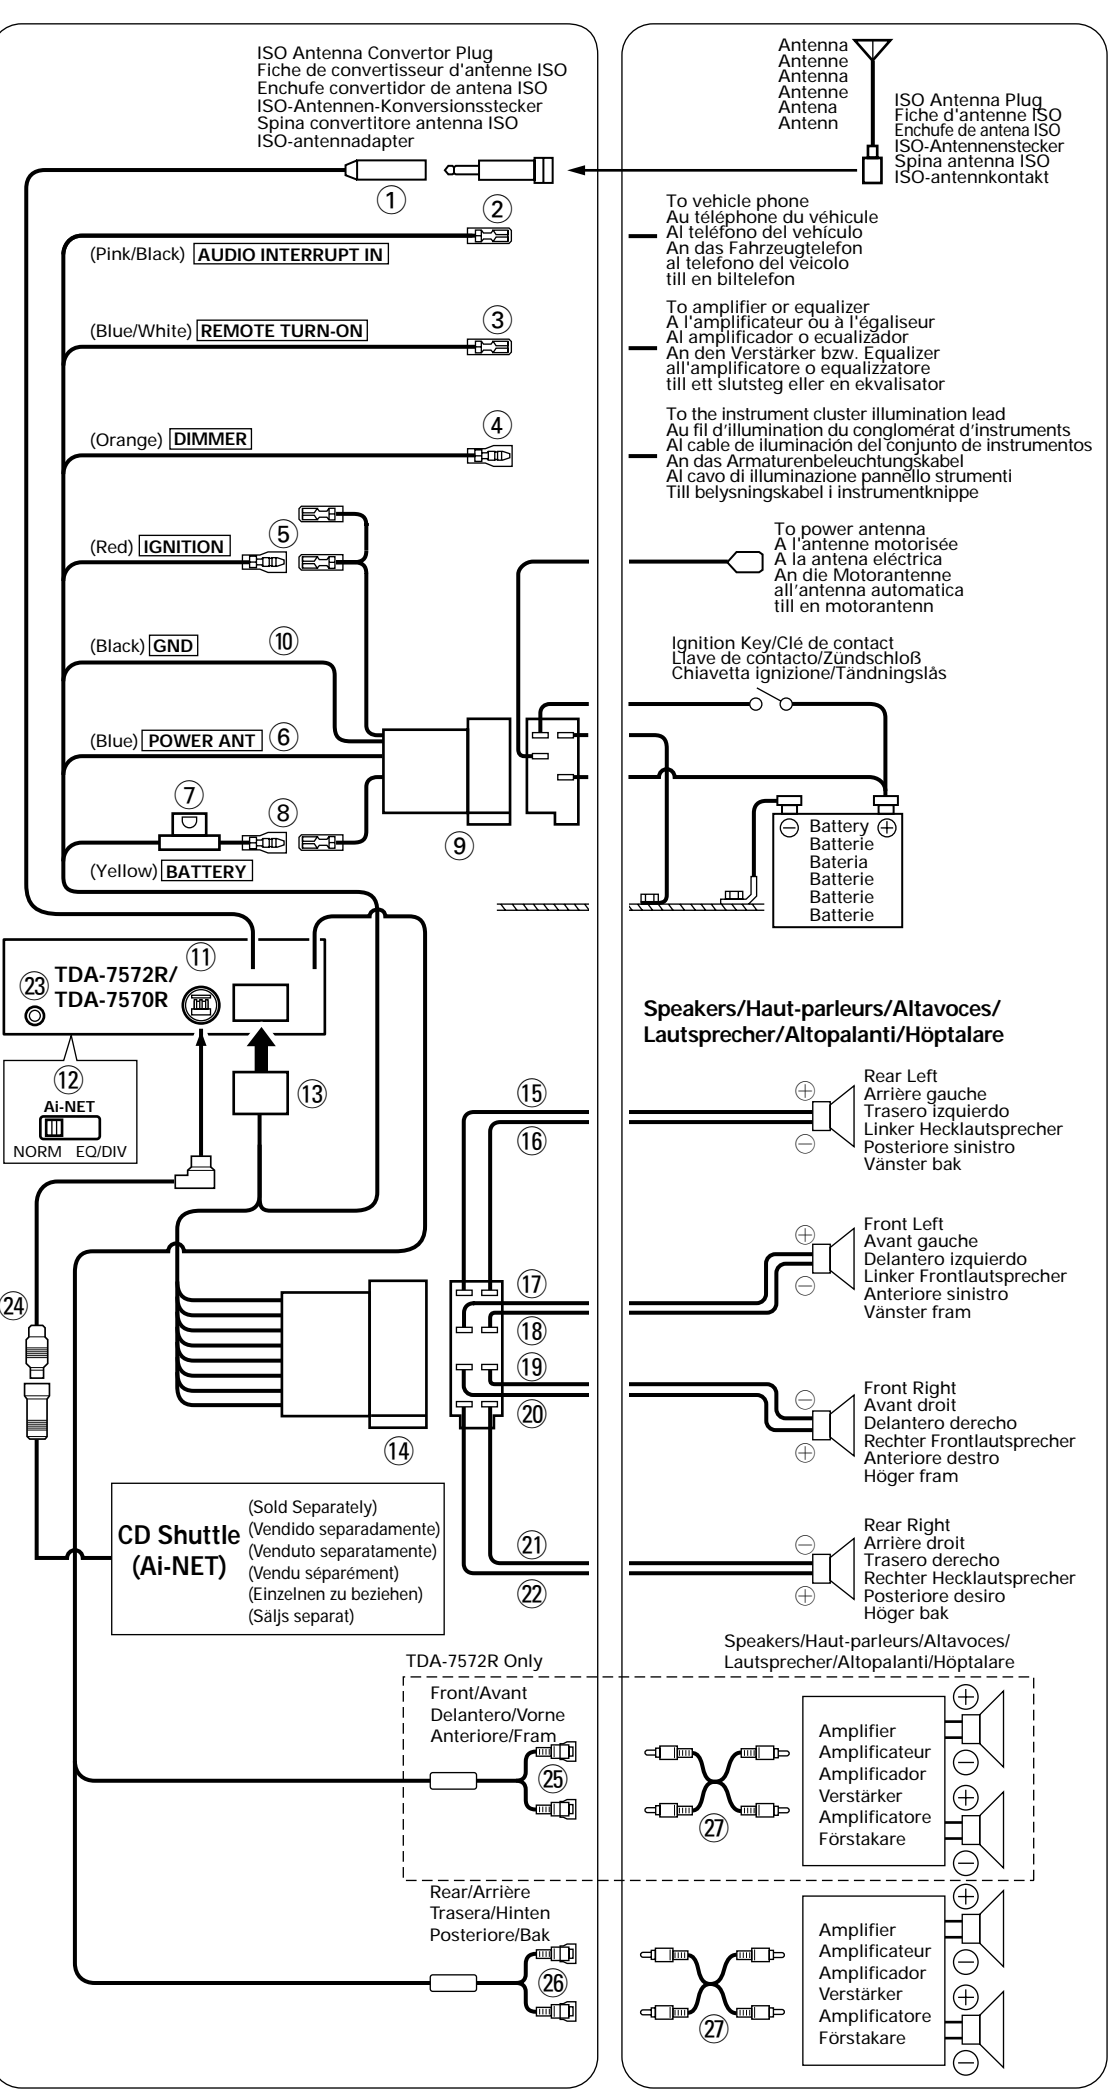 ISO Antenna Convertor Plug
Fiche de convertisseur d'antenne ISO
Enchufe convertidor de antena ISO
ISO-Antennen-Konversionsstecker
Spina convertitore antenna ISO
ISO-antennadapter
Antenna
Antenne
Antenna
Antenne
Antena
Antenn
ISO Antenna Plug
Fiche d'antenne ISO
Enchufe de antena ISO
ISO-Antennenstecker
Spina antenna ISO
ISO-antennkontakt
①
②
(Pink/Black) AUDIO INTERRUPT IN
To vehicle phone
Au téléphone du véhicule
Al teléfono del vehículo
An das Fahrzeugtelefon
al telefono del veicolo
till en biltelefon
③
(Blue/White) REMOTE TURN-ON
To amplifier or equalizer
A l'amplificateur ou à l'égaliseur
Al amplificador o ecualizador
An den Verstärker bzw. Equalizer
all'amplificatore o equalizzatore
till ett slutsteg eller en ekvalisator
④
(Orange) DIMMER
To the instrument cluster illumination lead
Au fil d'illumination du conglomérat d'instruments
Al cable de iluminación del conjunto de instrumentos
An das Armaturenbeleuchtungskabel
Al cavo di illuminazione pannello strumenti
Till belysningskabel i instrumentknippe
⑤
(Red) IGNITION
To power antenna
A l'antenne motorisée
A la antena eléctrica
An die Motorantenne
all'antenna automatica
till en motorantenn
(Black) GND ⑩
Ignition Key/Clé de contact
Llave de contacto/Zündschloß
Chiavetta ignizione/Tändningslås
(Blue) POWER ANT ⑥
⑦
⑧
⑨
(Yellow) BATTERY
⊖ Battery ⊕
Batterie
Bateria
Batterie
Batterie
Batterie
⑪
㉓
TDA-7572R/
TDA-7570R
⑫
Ai-NET
NORM EQ/DIV
⑬
Speakers/Haut-parleurs/Altavoces/
Lautsprecher/Altopalanti/Höptalare
⑮
⑯
⊕
⊖
Rear Left
Arrière gauche
Trasero izquierdo
Linker Hecklautsprecher
Posteriore sinistro
Vänster bak
⑰
⑱
⊕
⊖
Front Left
Avant gauche
Delantero izquierdo
Linker Frontlautsprecher
Anteriore sinistro
Vänster fram
㉔
⑲
⑳
⊖
⊕
Front Right
Avant droit
Delantero derecho
Rechter Frontlautsprecher
Anteriore destro
Höger fram
⑭
CD Shuttle
(Ai-NET)
(Sold Separately)
(Vendido separadamente)
(Venduto separatamente)
(Vendu séparément)
(Einzelnen zu beziehen)
(Säljs separat)
㉑
㉒
⊖
⊕
Rear Right
Arrière droit
Trasero derecho
Rechter Hecklautsprecher
Posteriore desiro
Höger bak
TDA-7572R Only
Speakers/Haut-parleurs/Altavoces/
Lautsprecher/Altopalanti/Höptalare
Front/Avant
Delantero/Vorne
Anteriore/Fram
㉕
㉗
Amplifier
Amplificateur
Amplificador
Verstärker
Amplificatore
Förstakare
⊕
⊖
⊕
⊖
Rear/Arrière
Trasera/Hinten
Posteriore/Bak
㉖
㉗
Amplifier
Amplificateur
Amplificador
Verstärker
Amplificatore
Förstakare
⊕
⊖
⊕
⊖